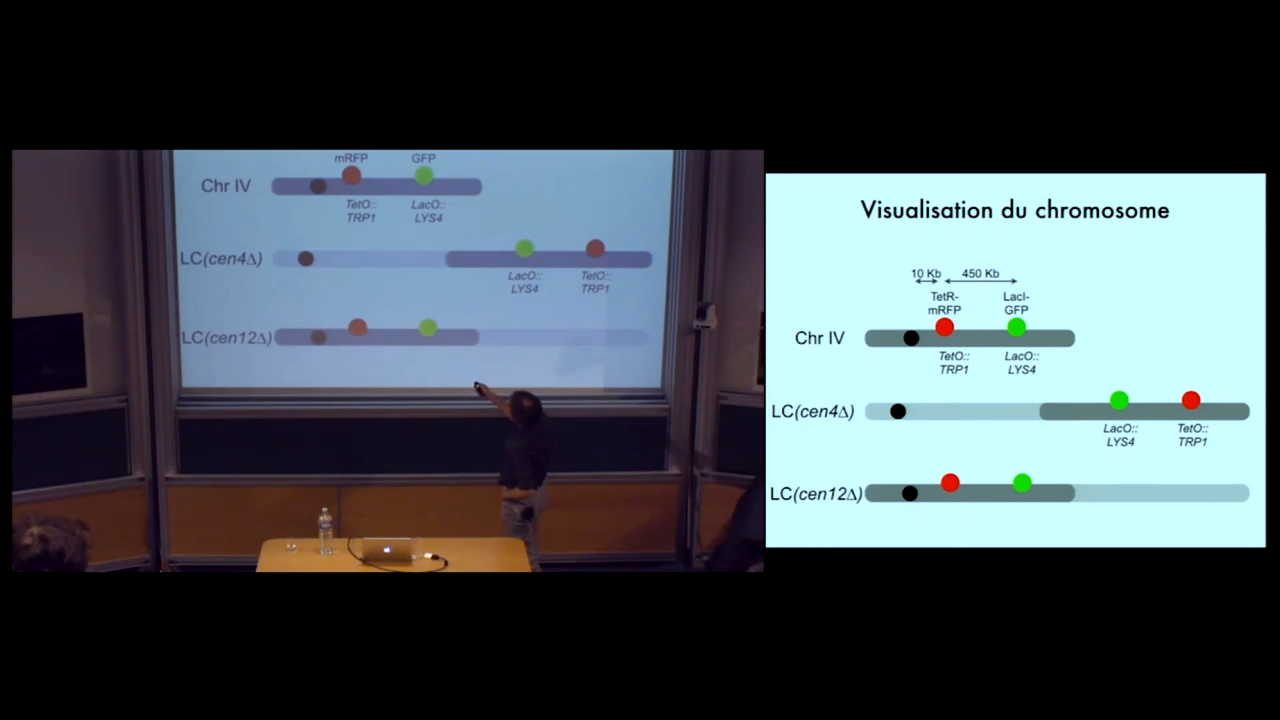 mRFP GFP
Chr IV
TetO:: LacO::
TRP1 LYS4
LC(cen4Δ)
LacO:: TetO::
LYS4 TRP1
LC(cen12Δ)
Visualisation du chromosome
10 Kb 450 Kb
TetR- LacI-
mRFP GFP
Chr IV
TetO:: LacO::
TRP1 LYS4
LC(cen4Δ)
LacO:: TetO::
LYS4 TRP1
LC(cen12Δ)